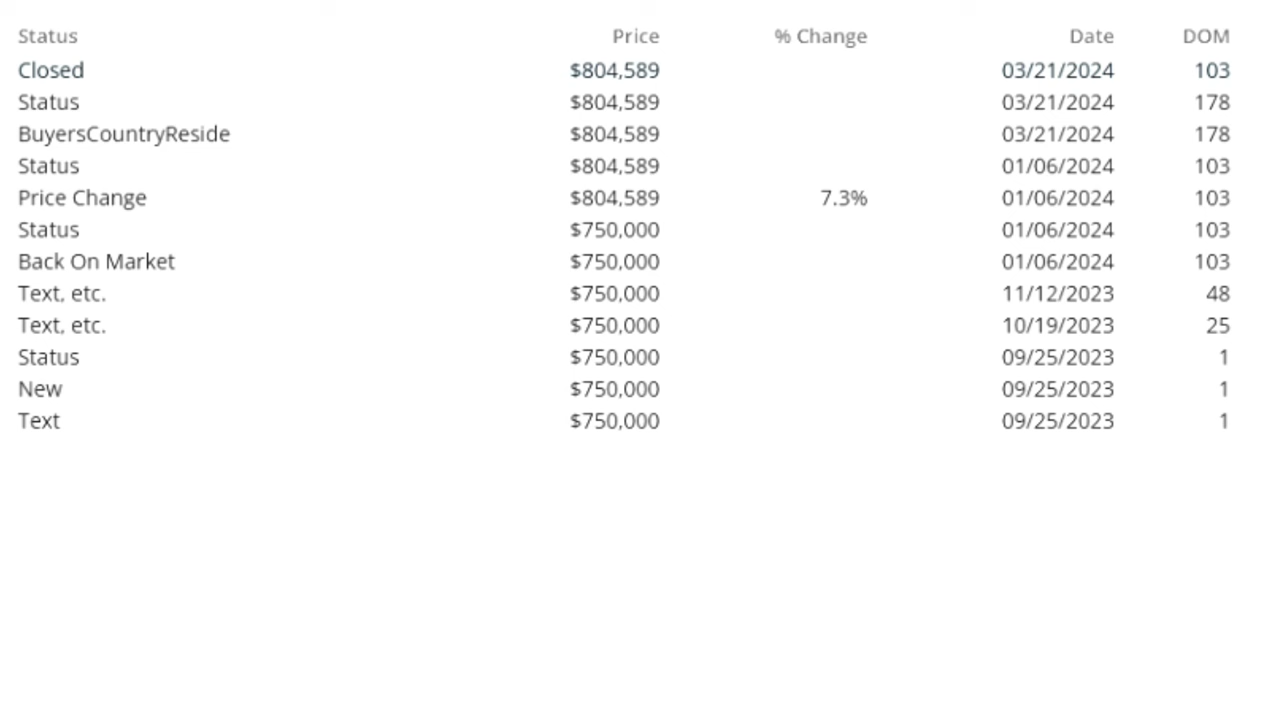 Status Price % Change Date DOM
Closed $804,589 03/21/2024 103
Status $804,589 03/21/2024 178
BuyersCountryReside $804,589 03/21/2024 178
Status $804,589 01/06/2024 103
Price Change $804,589 7.3% 01/06/2024 103
Status $750,000 01/06/2024 103
Back On Market $750,000 01/06/2024 103
Text, etc. $750,000 11/12/2023 48
Text, etc. $750,000 10/19/2023 25
Status $750,000 09/25/2023 1
New $750,000 09/25/2023 1
Text $750,000 09/25/2023 1